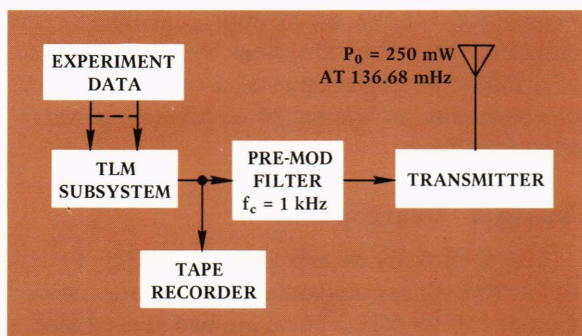 EXPERIMENT
DATA
P₀ = 250 mW
AT 136.68 mHz
TLM
SUBSYSTEM
PRE-MOD
FILTER
f꜀ = 1 kHz
TRANSMITTER
TAPE
RECORDER